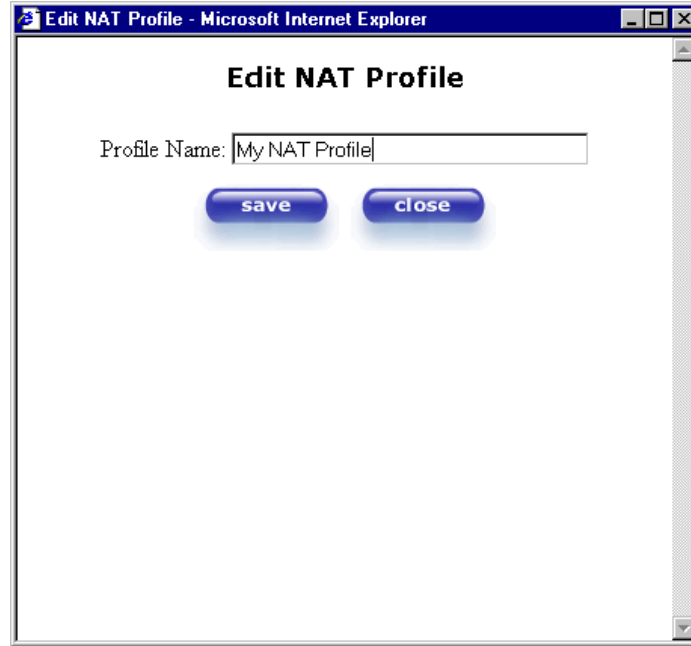 Edit NAT Profile - Microsoft Internet Explorer
Edit NAT Profile
Profile Name: My NAT Profile
save close